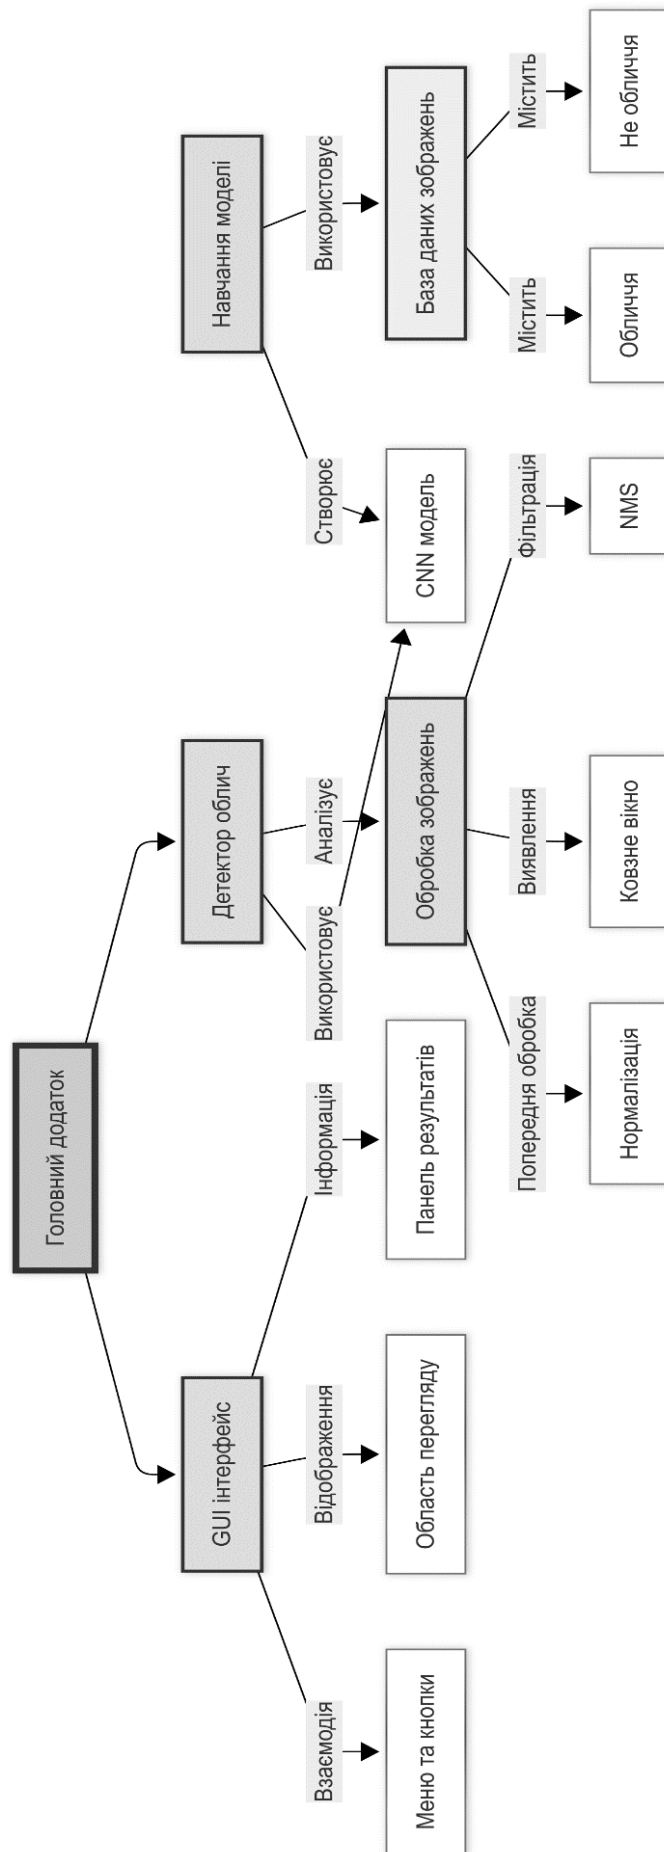 Головний додаток
GUI інтерфейс
Детектор облич
Навчання моделі
Взаємодія
Відображення
Інформація
Використовує
Аналізує
Створює
Використовує
Меню та кнопки
Область перегляду
Панель результатів
Обробка зображень
CNN модель
База даних зображень
Попередня обробка
Виявлення
Фільтрація
Містить
Містить
Нормалізація
Ковзне вікно
NMS
Обличчя
Не обличчя